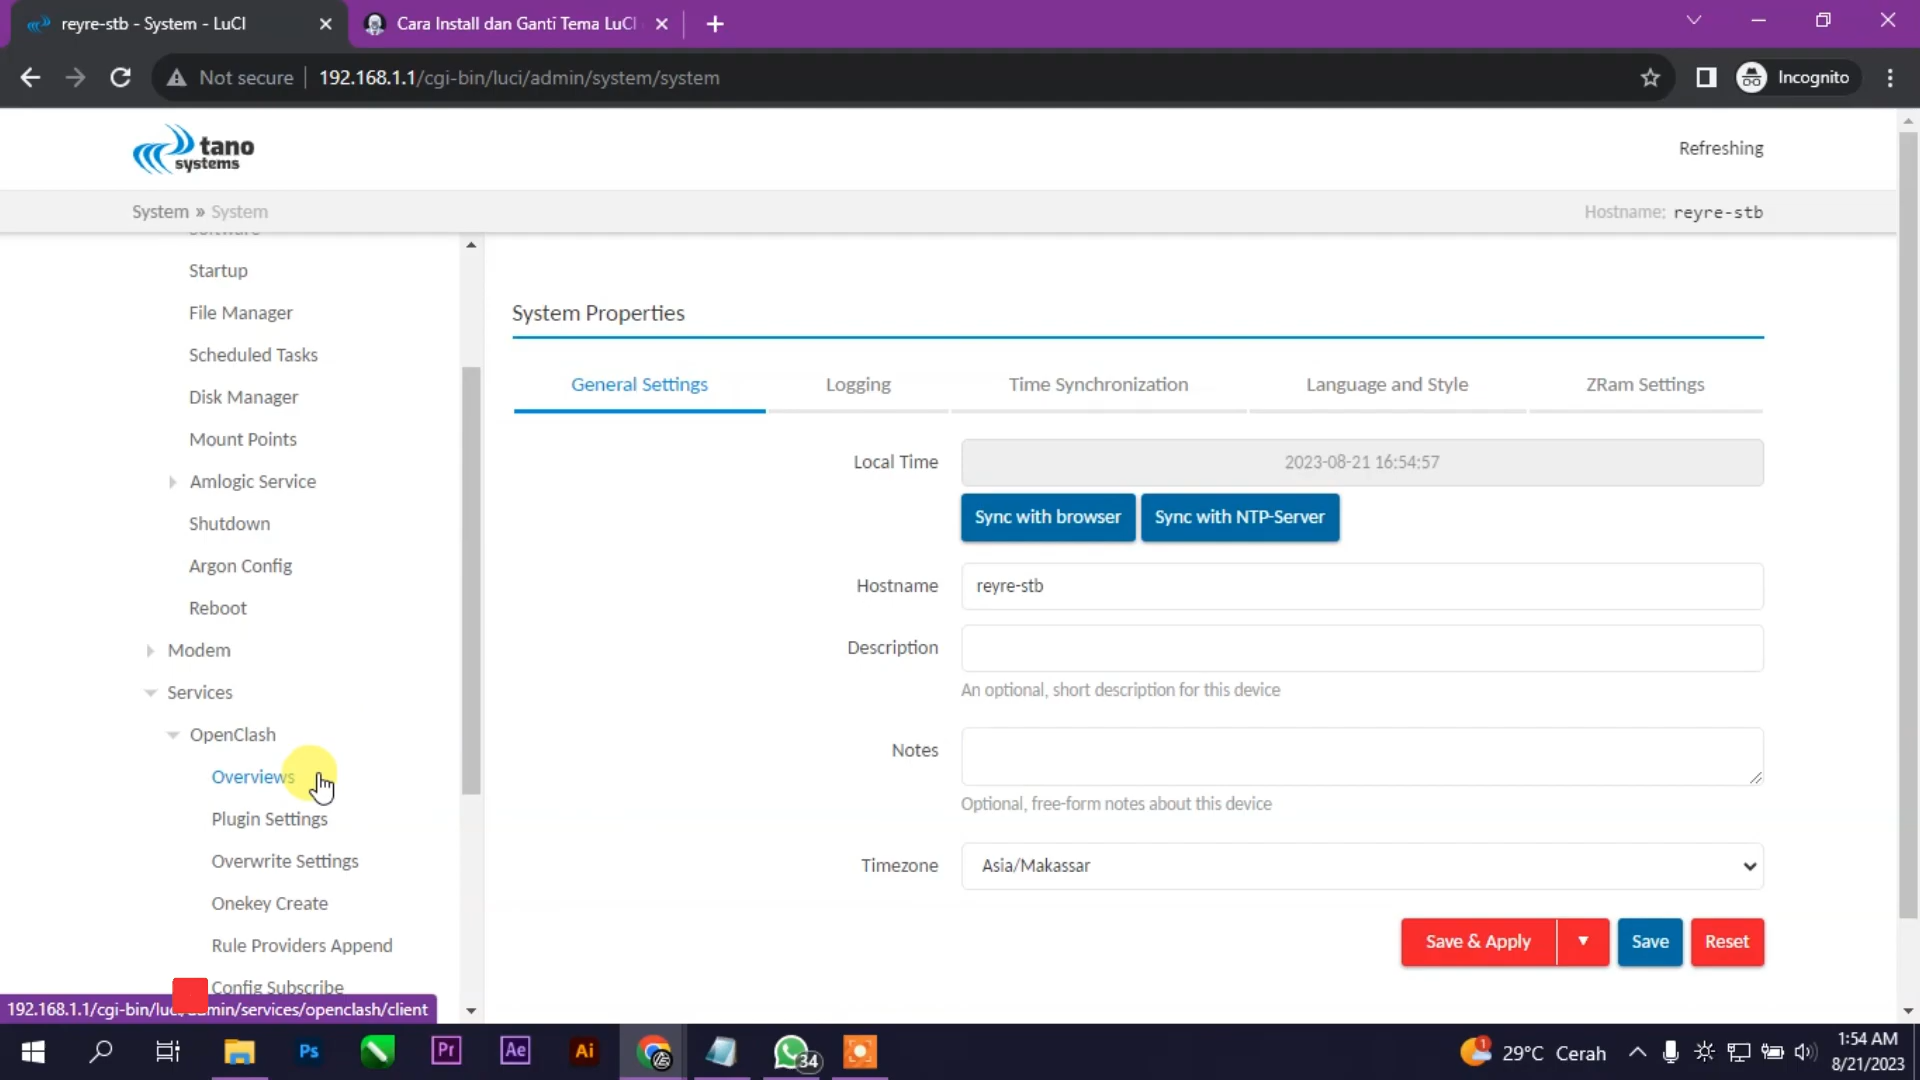 reyre-stb - System - LuCI
Cara Install dan Ganti Tema LuCI
Not secure
192.168.1.1/cgi-bin/luci/admin/system/system
Incognito
tano
systems
Refreshing
System » System
Hostname: reyre-stb
Software
Startup
File Manager
Scheduled Tasks
Disk Manager
Mount Points
Amlogic Service
Shutdown
Argon Config
Reboot
Modem
Services
OpenClash
Overviews
Plugin Settings
Overwrite Settings
Onekey Create
Rule Providers Append
Config Subscribe
System Properties
General Settings
Logging
Time Synchronization
Language and Style
ZRam Settings
Local Time
2023-08-21 16:54:57
Sync with browser
Sync with NTP-Server
Hostname
reyre-stb
Description
An optional, short description for this device
Notes
Optional, free-form notes about this device
Timezone
Asia/Makassar
Save & Apply
Save
Reset
192.168.1.1/cgi-bin/luci/admin/services/openclash/client
Ps
Pr
Ae
Ai
34
1
29°C Cerah
1:54 AM
8/21/2023